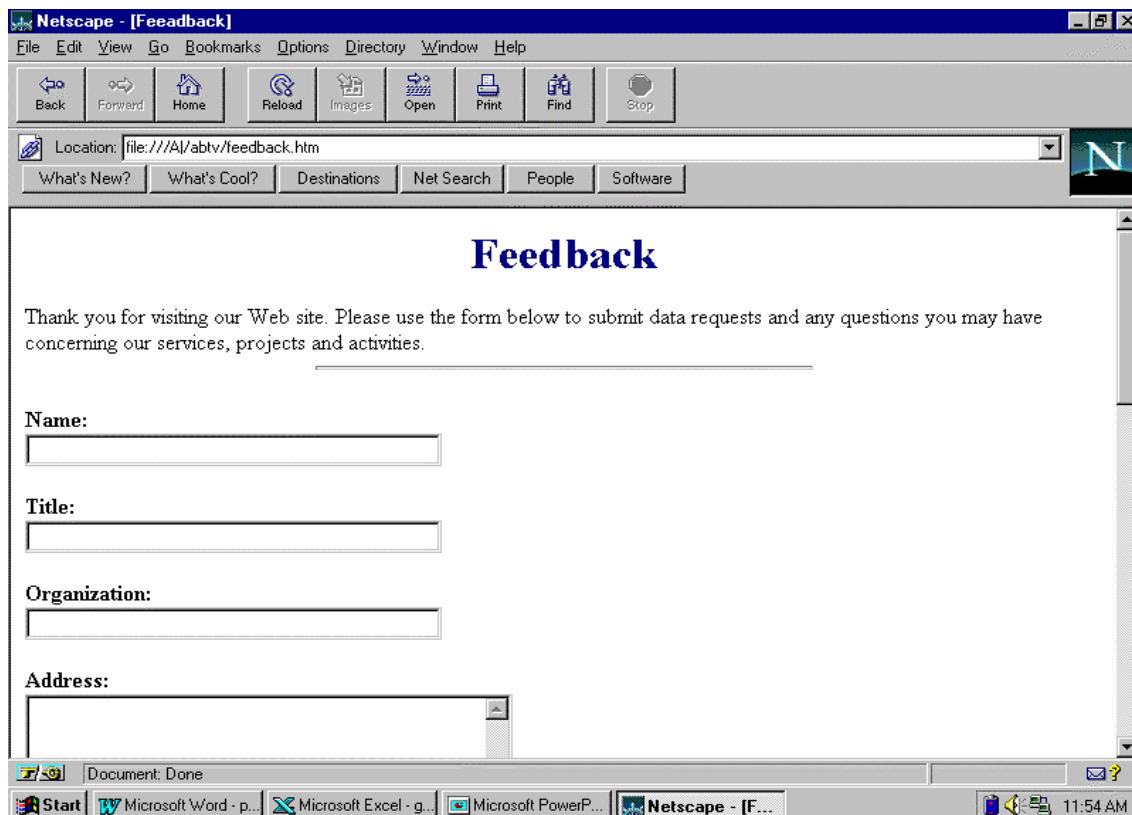 Netscape - [Feeadback]
File Edit View Go Bookmarks Options Directory Window Help
Back Forward Home Reload Images Open Print Find Stop
Location: file:///A|/abtv/feedback.htm
N
What's New? What's Cool? Destinations Net Search People Software
Feedback
Thank you for visiting our Web site. Please use the form below to submit data requests and any questions you may have
concerning our services, projects and activities.
Name:
Title:
Organization:
Address:
Document: Done
Start Microsoft Word - p... Microsoft Excel - g... Microsoft PowerP... Netscape - [F... 11:54 AM